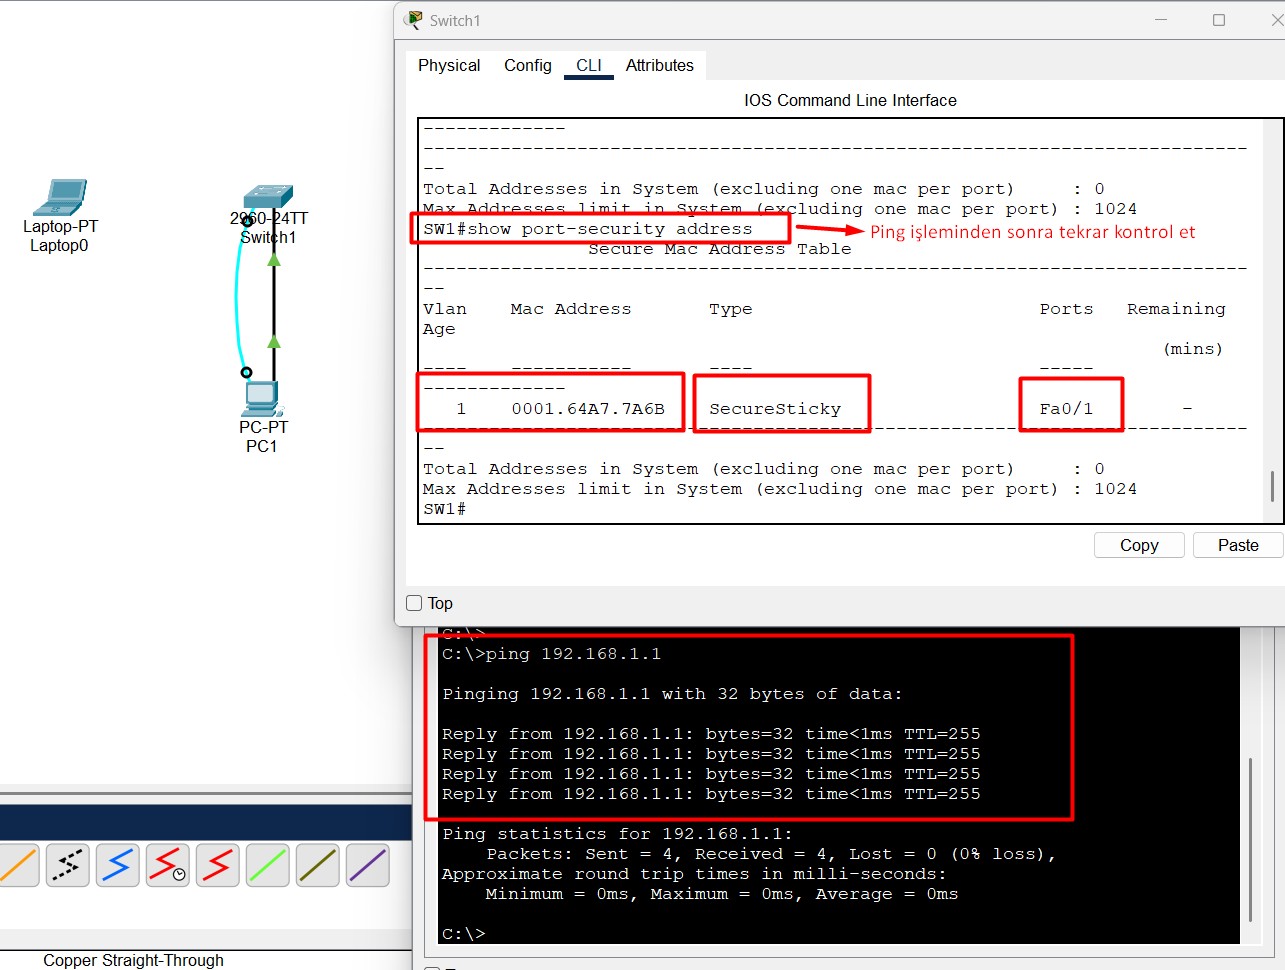 Switch1
Physical Config CLI Attributes
IOS Command Line Interface
-------------
---------------------------------------------------------------------------
--
Total Addresses in System (excluding one mac per port) : 0
Max Addresses limit in System (excluding one mac per port) : 1024
SW1#show port-security address
Ping işleminden sonra tekrar kontrol et
Secure Mac Address Table
---------------------------------------------------------------------------
--
Vlan Mac Address Type Ports Remaining
Age
(mins)
---- ----------- ---- -----
-------------
1 0001.64A7.7A6B SecureSticky Fa0/1 -
---------------------------------------------------------------------------
--
Total Addresses in System (excluding one mac per port) : 0
Max Addresses limit in System (excluding one mac per port) : 1024
SW1#
Copy Paste
Top
Laptop-PT
Laptop0
2960-24TT
Switch1
PC-PT
PC1
C:\>
C:\>ping 192.168.1.1
Pinging 192.168.1.1 with 32 bytes of data:
Reply from 192.168.1.1: bytes=32 time<1ms TTL=255
Reply from 192.168.1.1: bytes=32 time<1ms TTL=255
Reply from 192.168.1.1: bytes=32 time<1ms TTL=255
Reply from 192.168.1.1: bytes=32 time<1ms TTL=255
Ping statistics for 192.168.1.1:
Packets: Sent = 4, Received = 4, Lost = 0 (0% loss),
Approximate round trip times in milli-seconds:
Minimum = 0ms, Maximum = 0ms, Average = 0ms
C:\>
Copper Straight-Through